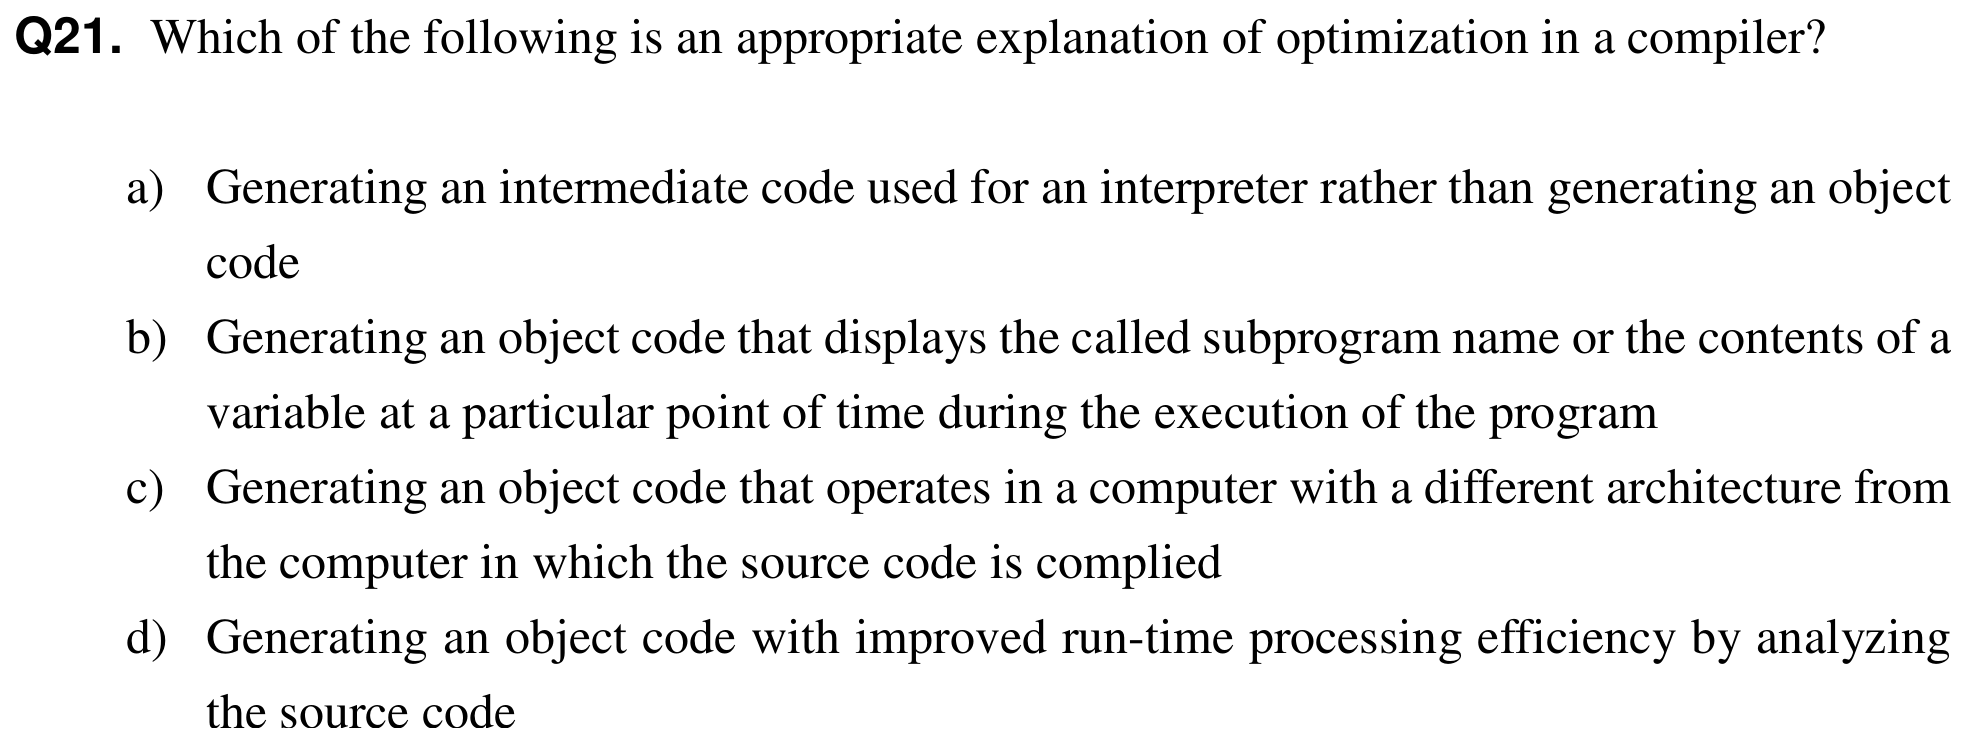 Q21. Which of the following is an appropriate explanation of optimization in a compiler?
a) Generating an intermediate code used for an interpreter rather than generating an object
code
b) Generating an object code that displays the called subprogram name or the contents of a
variable at a particular point of time during the execution of the program
c) Generating an object code that operates in a computer with a different architecture from
the computer in which the source code is complied
d) Generating an object code with improved run-time processing efficiency by analyzing
the source code